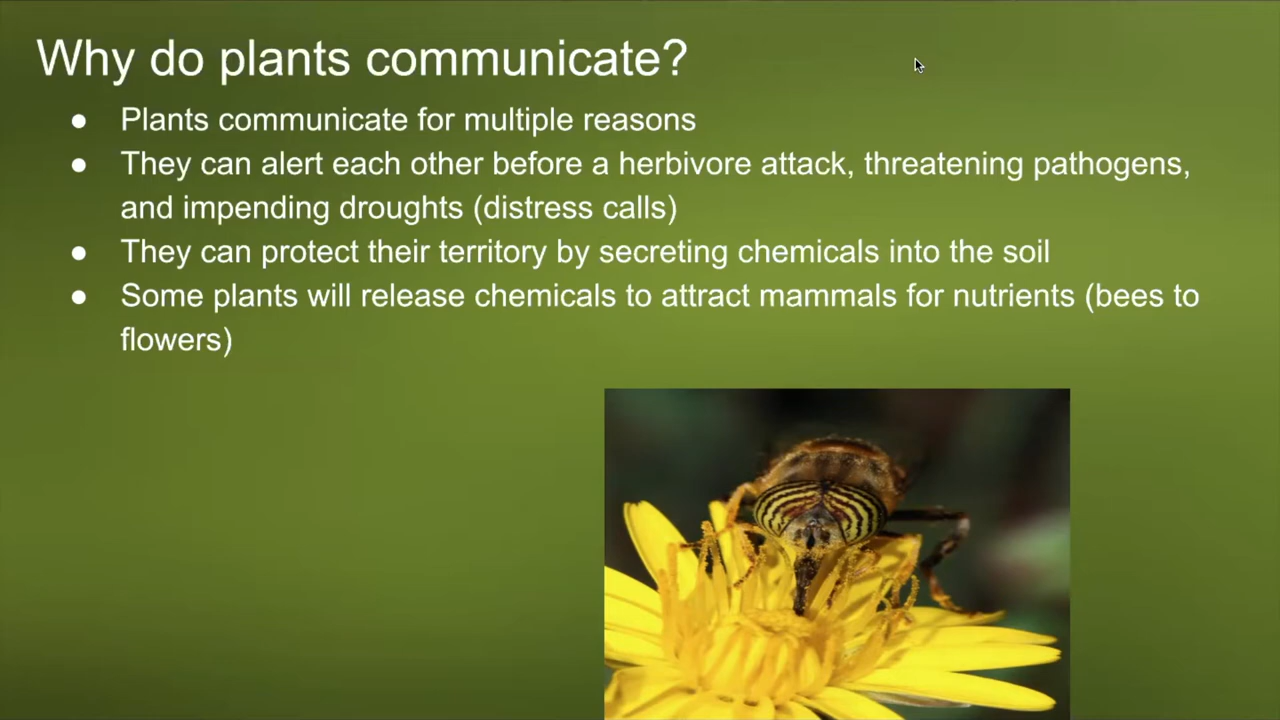 Why do plants communicate?
● Plants communicate for multiple reasons
● They can alert each other before a herbivore attack, threatening pathogens,
and impending droughts (distress calls)
● They can protect their territory by secreting chemicals into the soil
● Some plants will release chemicals to attract mammals for nutrients (bees to
flowers)